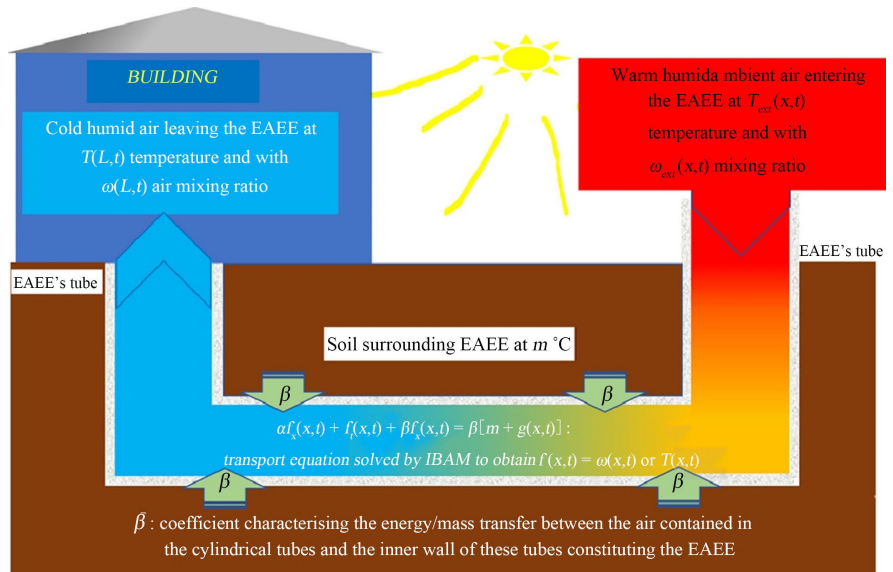 BUILDING
Cold humid air leaving the EAEE at
T(L,t) temperature and with
ω(L,t) air mixing ratio
Warm humida mbient air entering
the EAEE at T_ext(x,t)
temperature and with
ω_ext(x,t) mixing ratio
EAEE's tube
EAEE's tube
Soil surrounding EAEE at m °C
β
β
αf_x(x,t) + f_t(x,t) + βf_x(x,t) = β[m + g(x,t)] :
transport equation solved by IBAM to obtain f (x,t) = ω(x,t) or T(x,t)
β
β
β : coefficient characterising the energy/mass transfer between the air contained in
the cylindrical tubes and the inner wall of these tubes constituting the EAEE